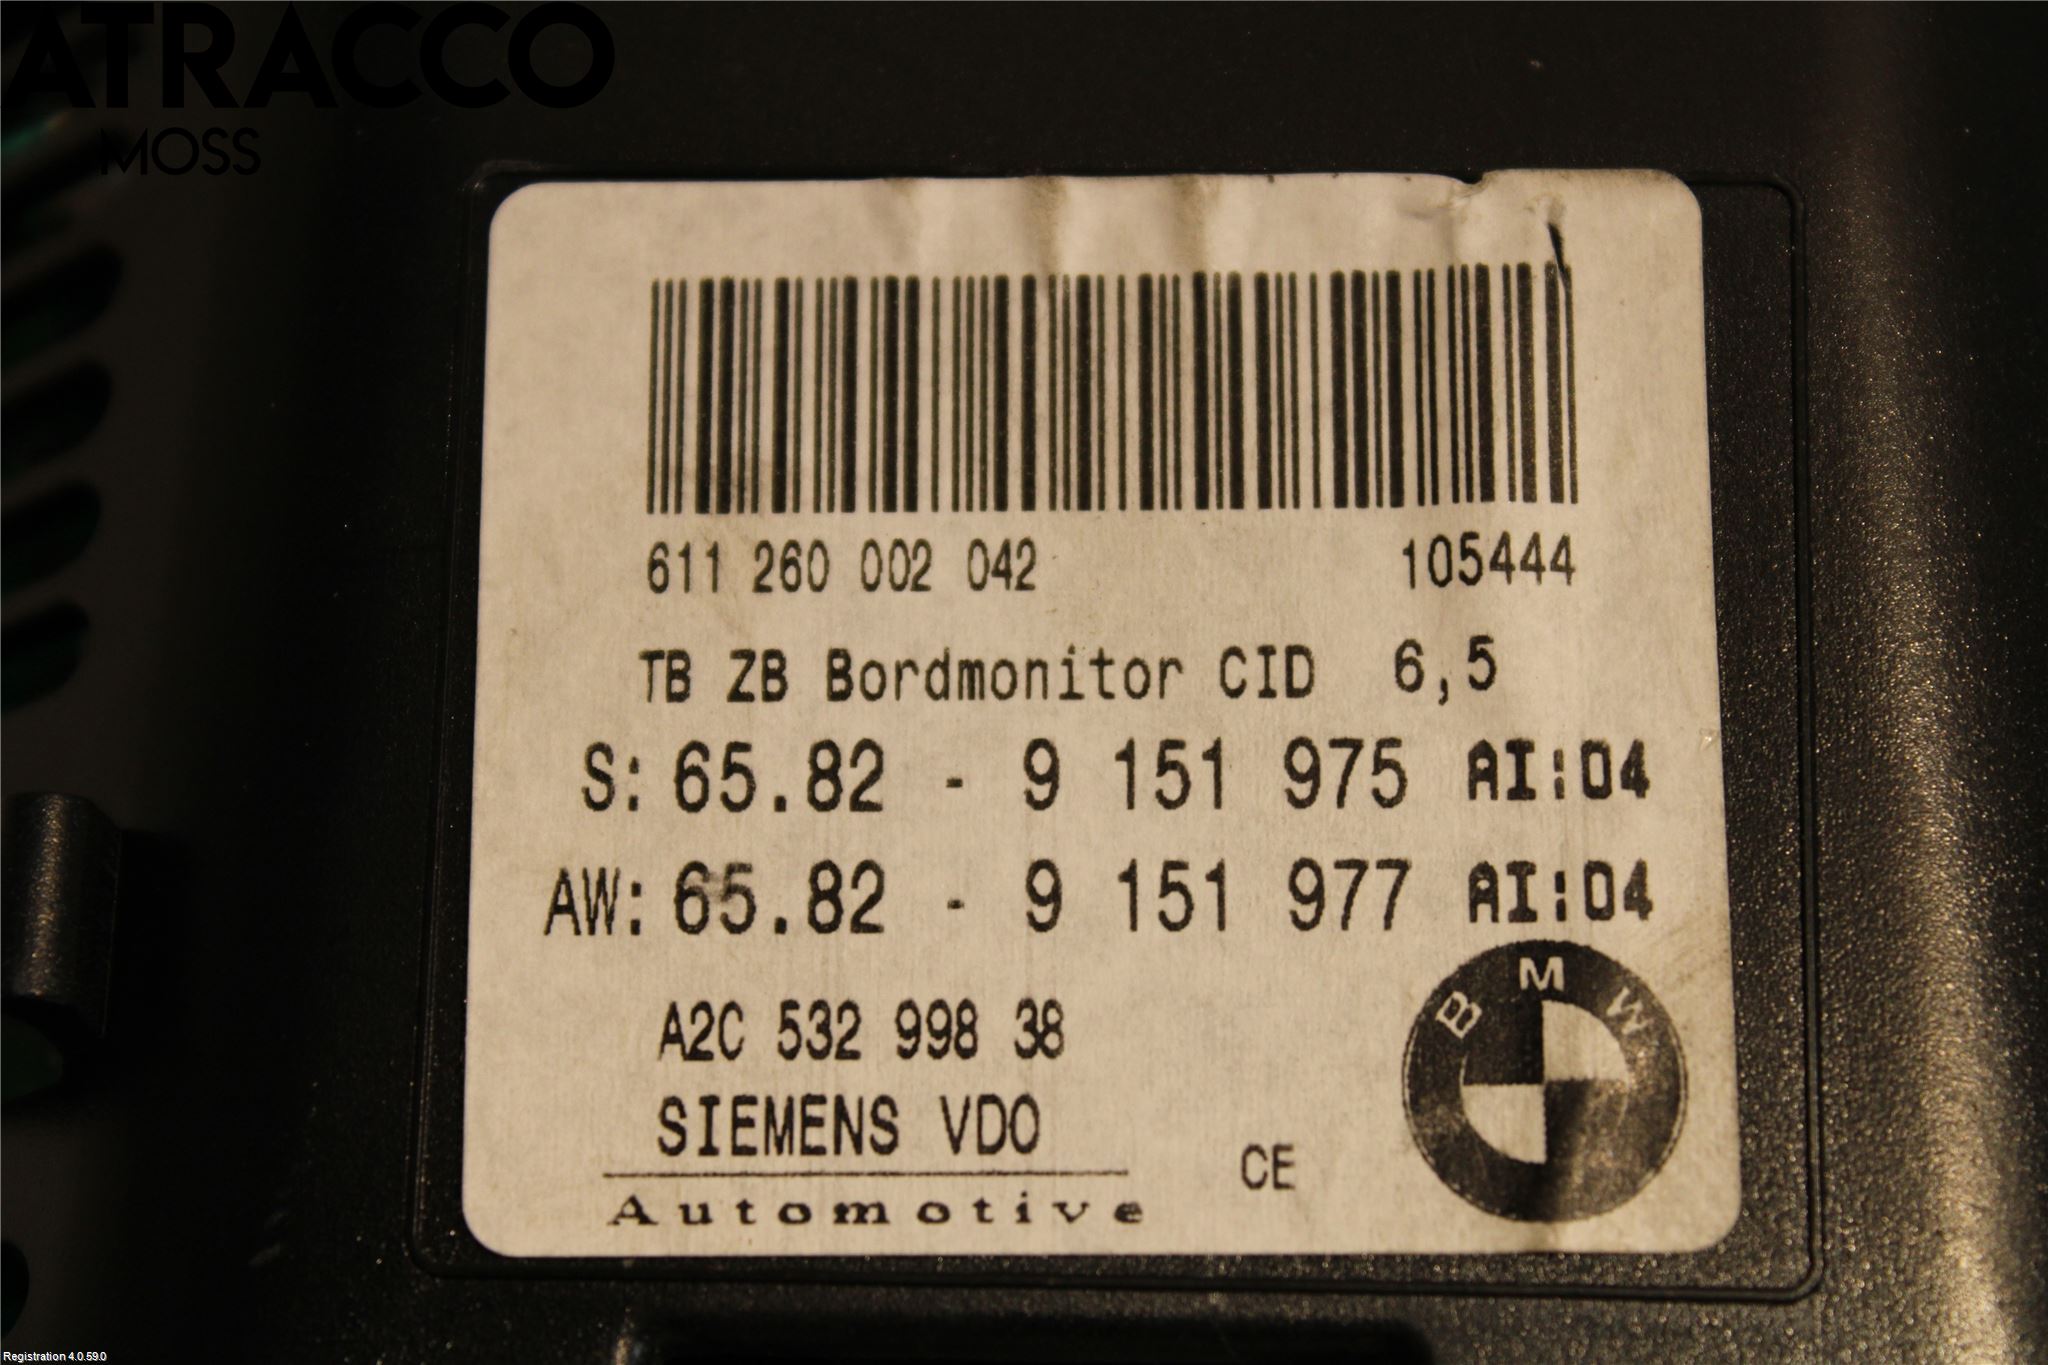 ATRACCO
MOSS
611 260 002 042 105444
TB ZB Bordmonitor CID 6,5
S: 65.82 - 9 151 975 AI:04
AW: 65.82 - 9 151 977 AI:04
A2C 532 998 38
SIEMENS VDO
Automotive
CE
BMW
Registration 4.0.59.0